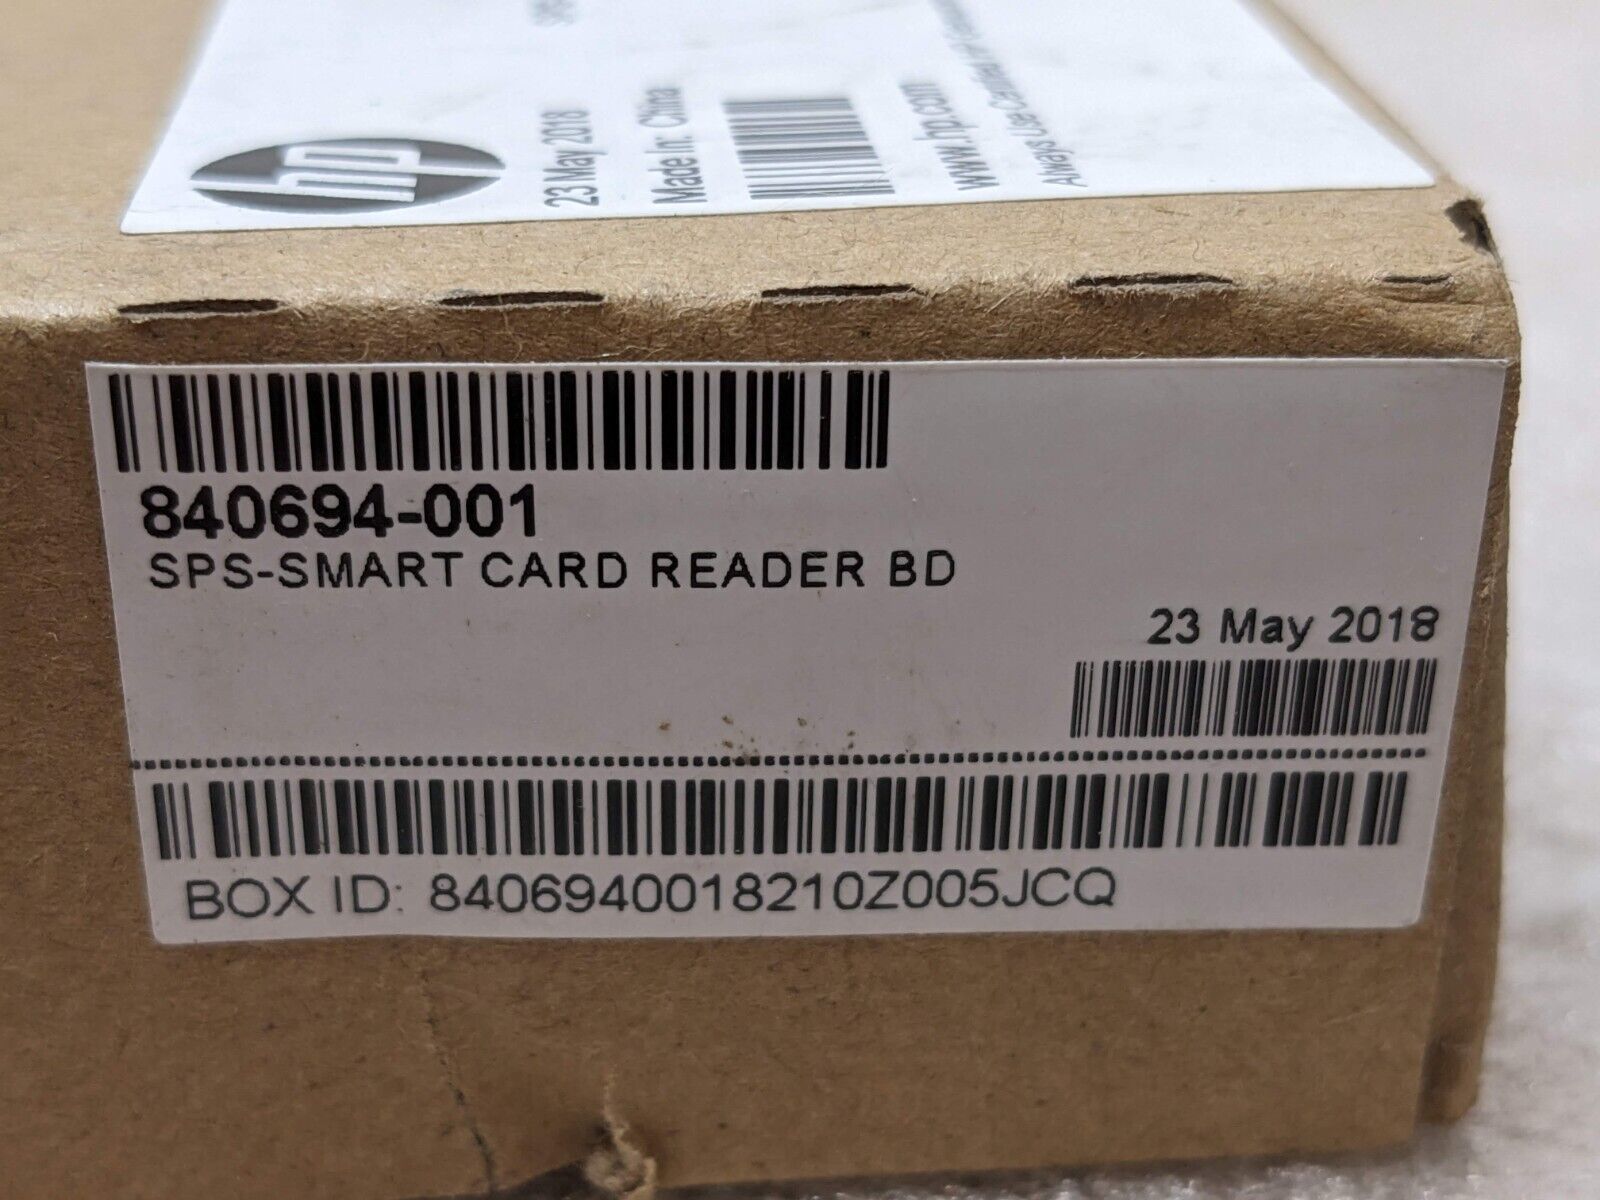 hp
23 May 2018
Made in: China
www.hp.com
840694-001
SPS-SMART CARD READER BD
23 May 2018
BOX ID: 8406940018210Z005JCQ